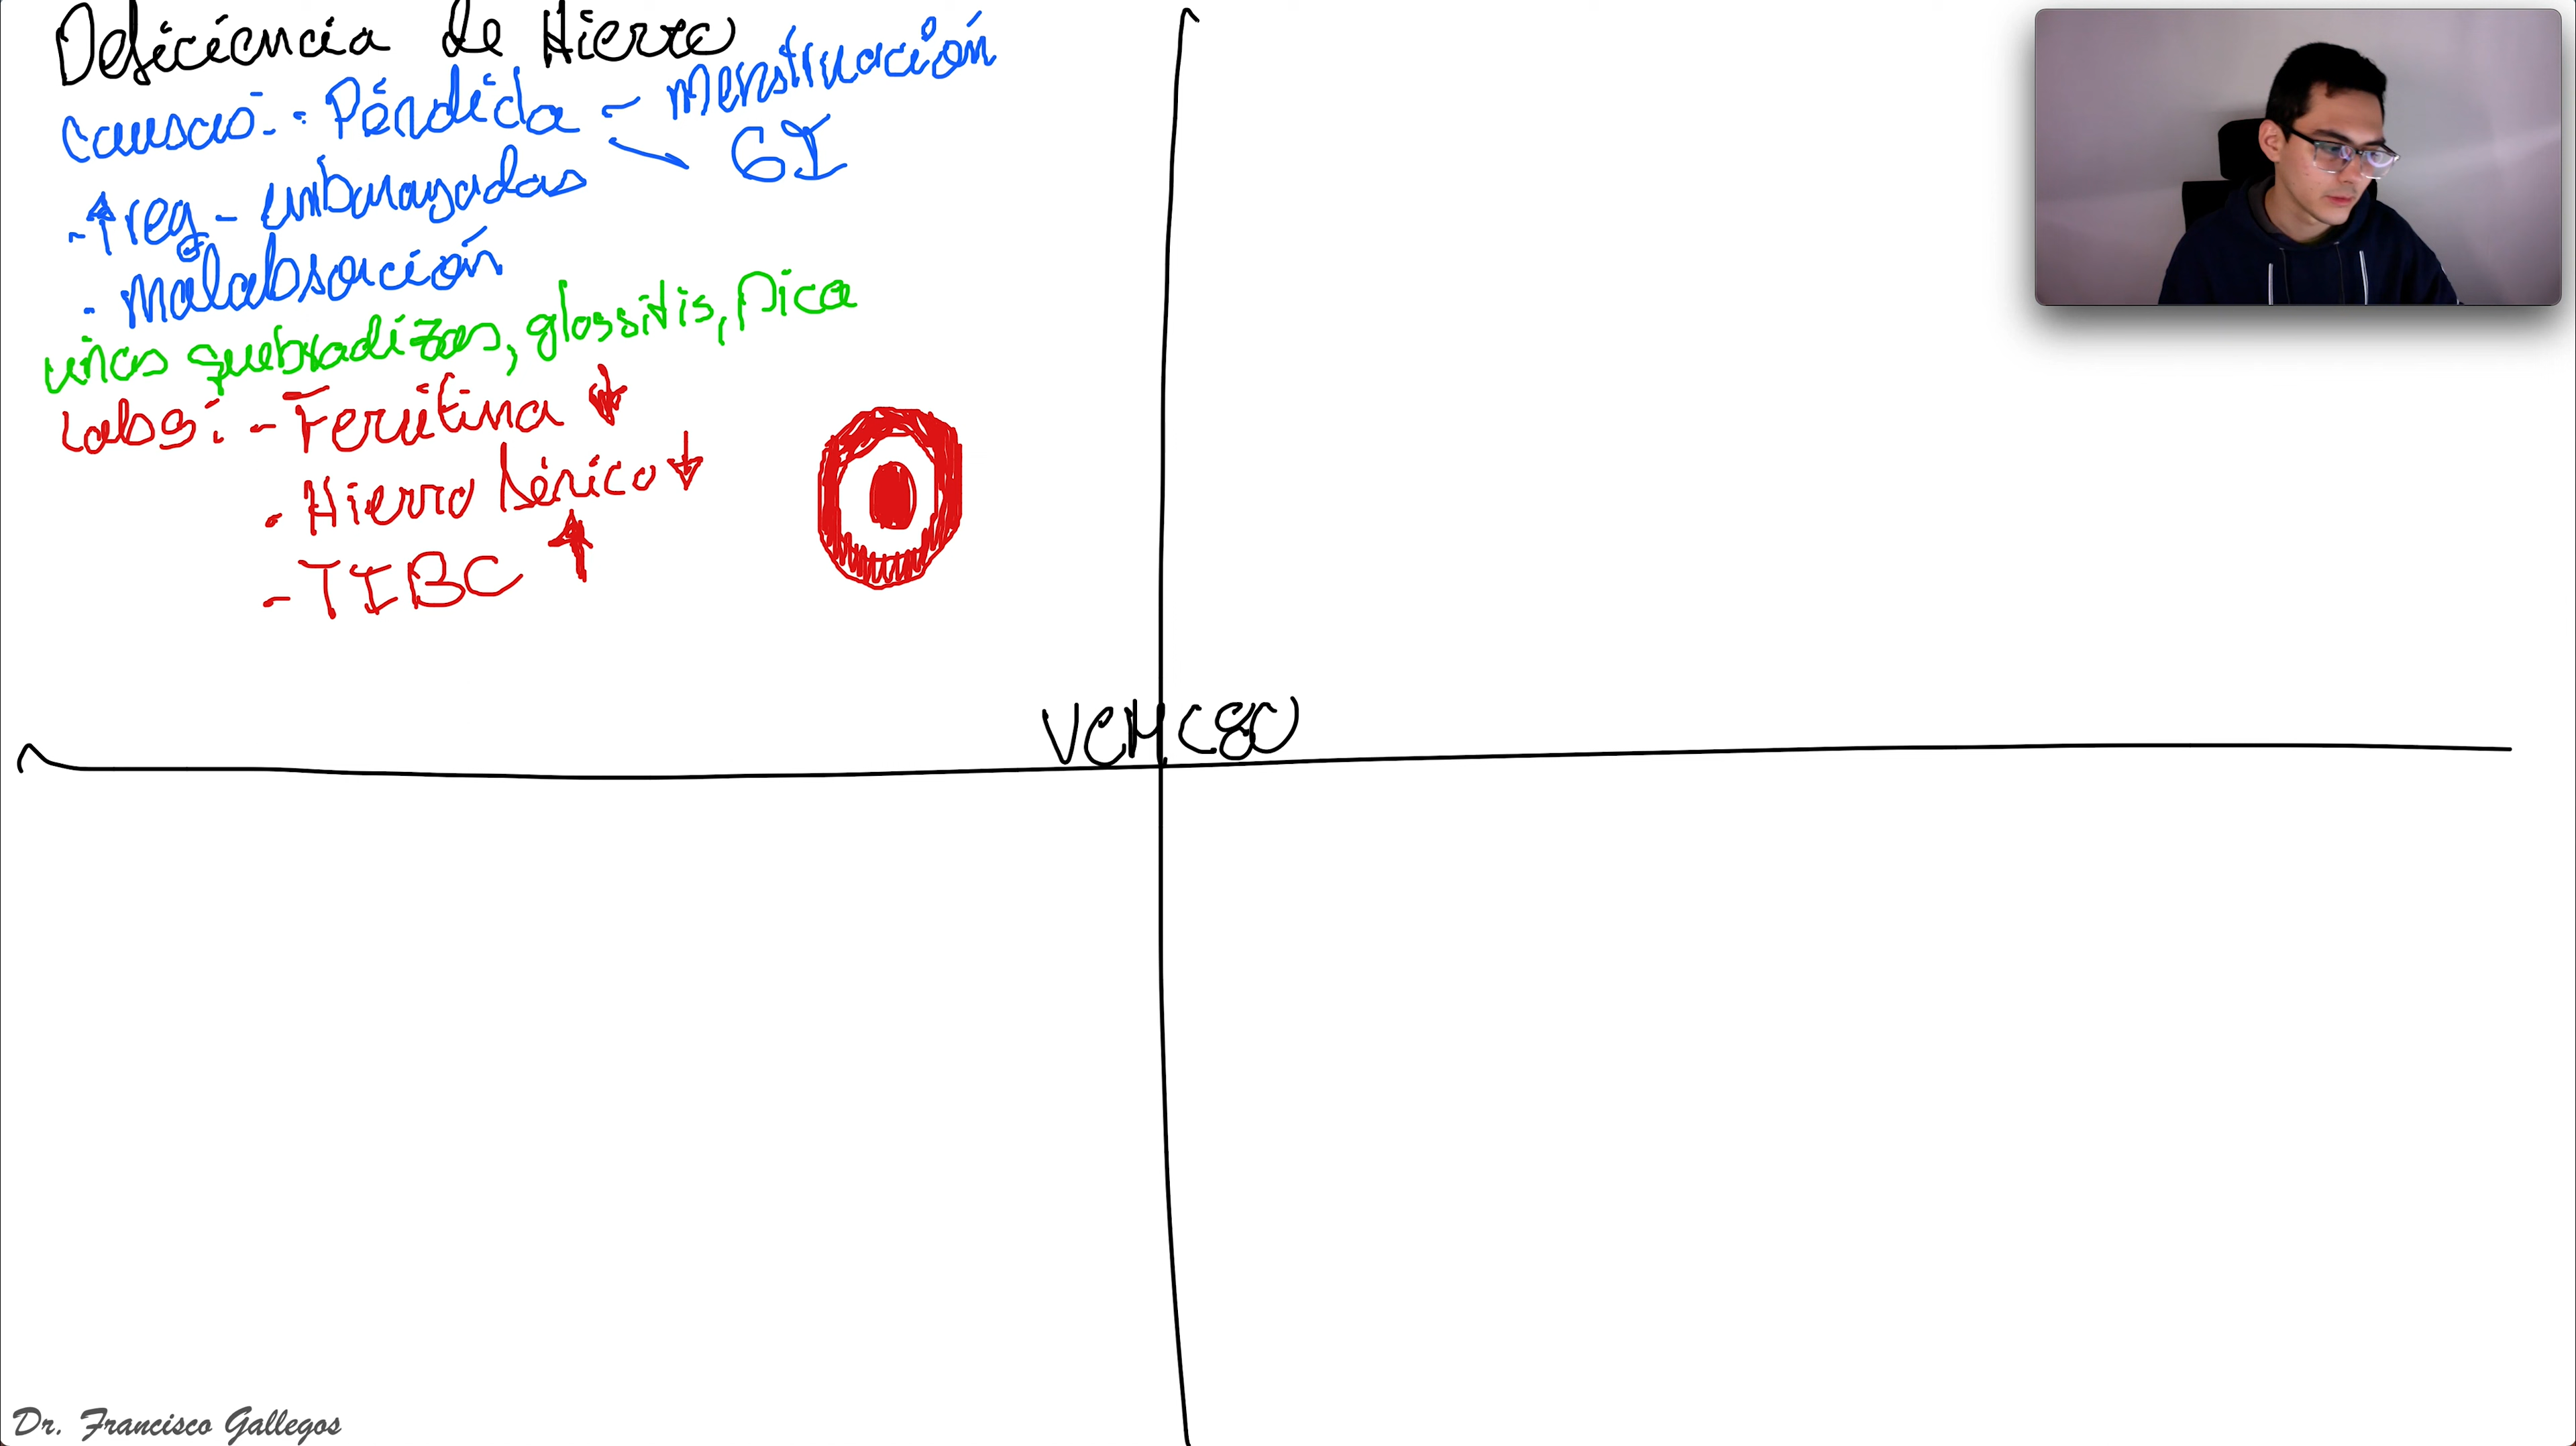 Deficiencia de Hierro
Causas: - Pérdida - menstruación
GI
- ↑ req - embarazadas
- Malabsorción
uñas quebradizas, glossitis, pica
Labs: - Ferritina ↓
- Hierro sérico ↓
- TIBC ↑
VCM <80
Dr. Francisco Gallegos